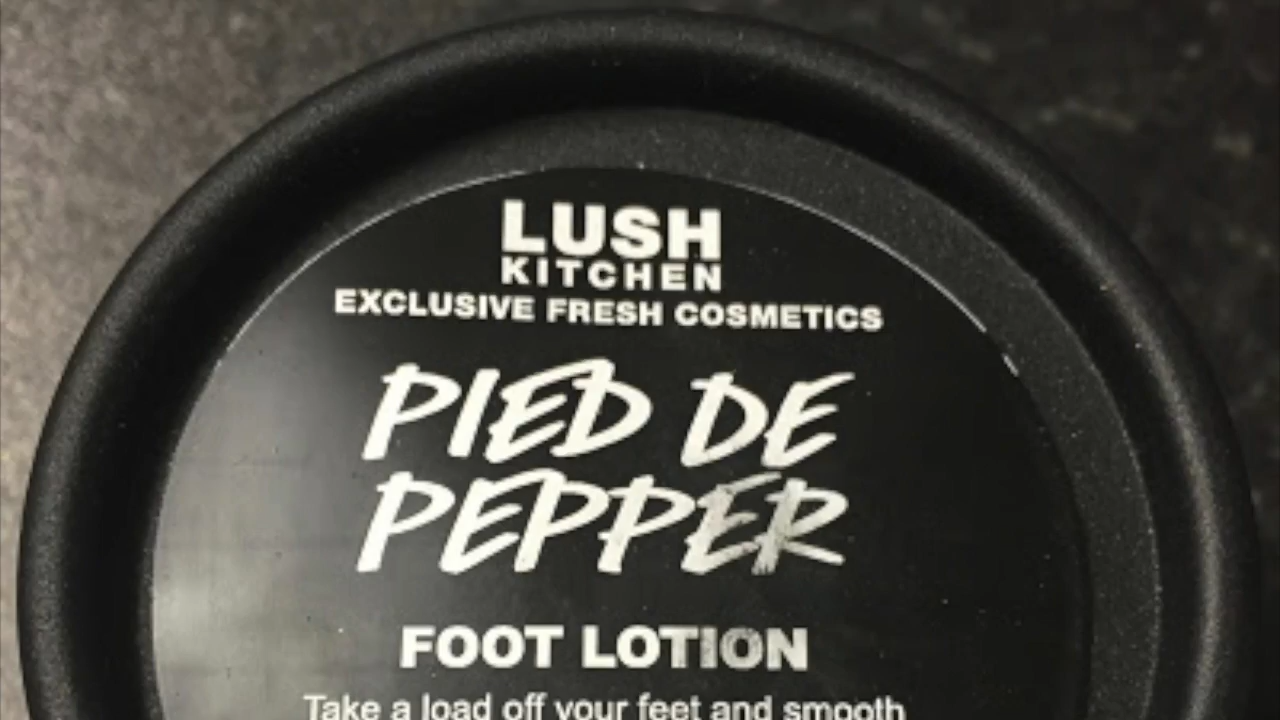 LUSH
KITCHEN
EXCLUSIVE FRESH COSMETICS
PIED DE
PEPPER
FOOT LOTION
Take a load off your feet and smooth